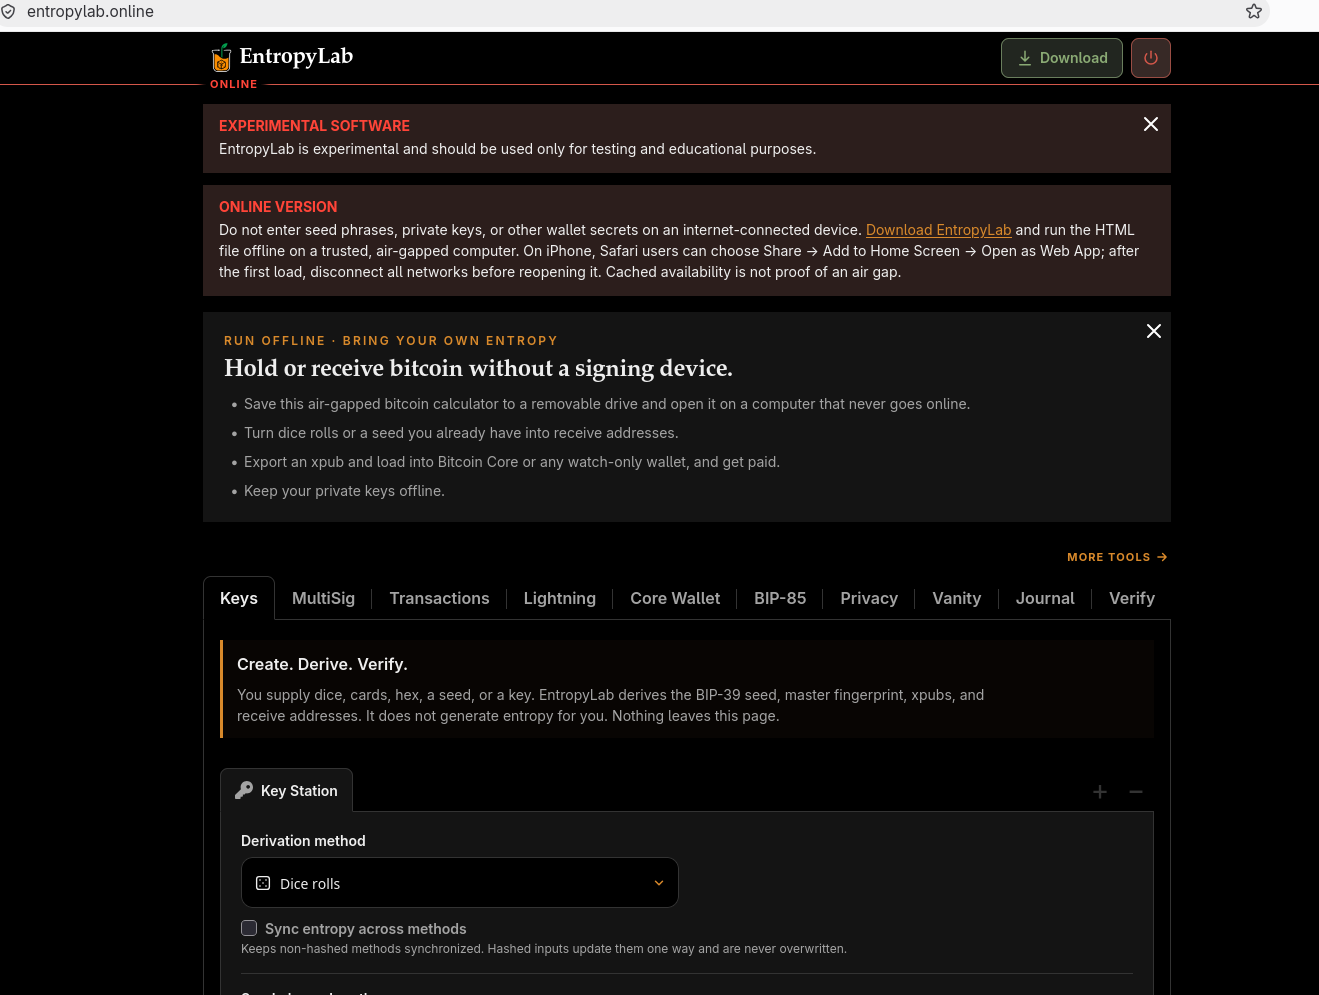 entropylab.online
EntropyLab
Download
ONLINE
EXPERIMENTAL SOFTWARE
EntropyLab is experimental and should be used only for testing and educational purposes.
ONLINE VERSION
Do not enter seed phrases, private keys, or other wallet secrets on an internet-connected device. Download EntropyLab and run the HTML
file offline on a trusted, air-gapped computer. On iPhone, Safari users can choose Share → Add to Home Screen → Open as Web App; after
the first load, disconnect all networks before reopening it. Cached availability is not proof of an air gap.
RUN OFFLINE · BRING YOUR OWN ENTROPY
Hold or receive bitcoin without a signing device.
• Save this air-gapped bitcoin calculator to a removable drive and open it on a computer that never goes online.
• Turn dice rolls or a seed you already have into receive addresses.
• Export an xpub and load into Bitcoin Core or any watch-only wallet, and get paid.
• Keep your private keys offline.
MORE TOOLS →
Keys MultiSig Transactions Lightning Core Wallet BIP-85 Privacy Vanity Journal Verify
Create. Derive. Verify.
You supply dice, cards, hex, a seed, or a key. EntropyLab derives the BIP-39 seed, master fingerprint, xpubs, and
receive addresses. It does not generate entropy for you. Nothing leaves this page.
Key Station
Derivation method
Dice rolls
Sync entropy across methods
Keeps non-hashed methods synchronized. Hashed inputs update them one way and are never overwritten.